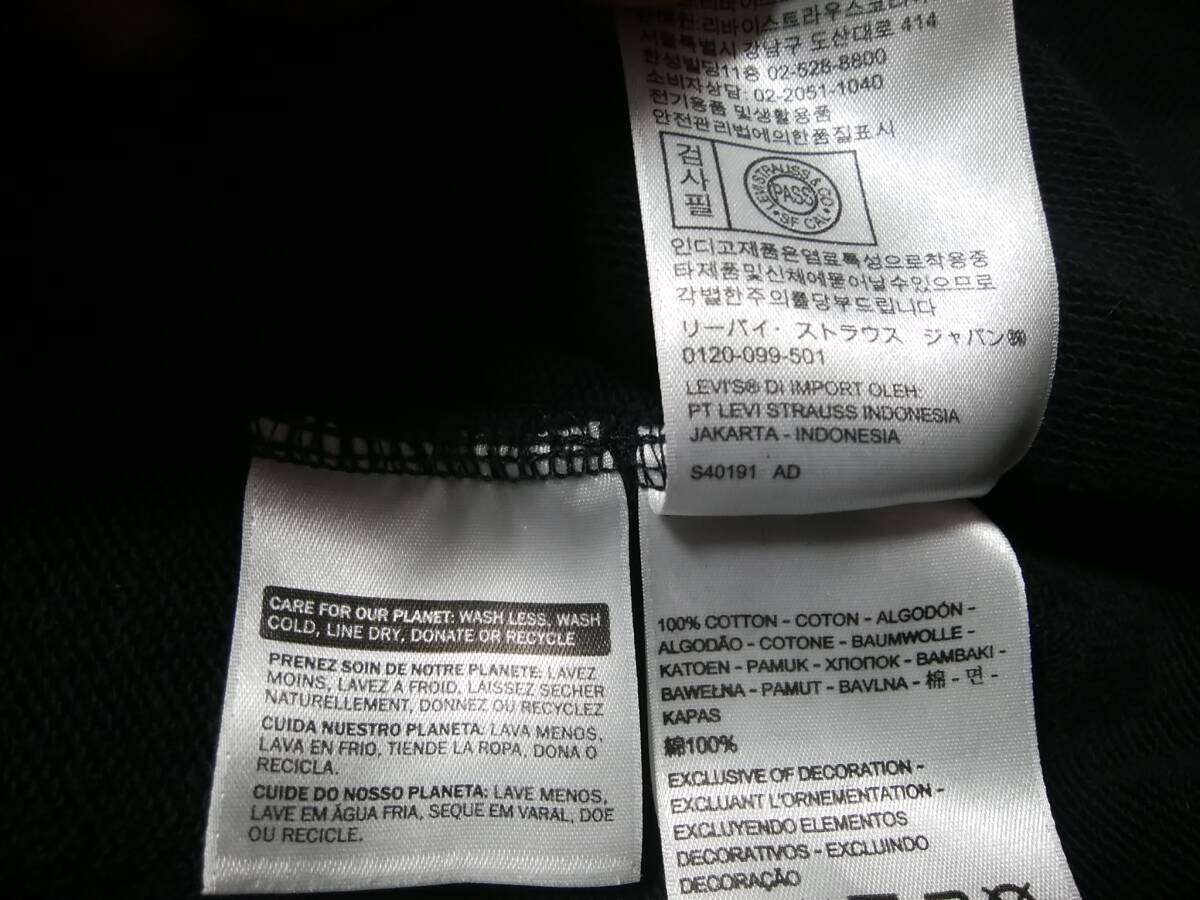 판매원:리바이스트라우스코리아
서울특별시 강남구 도산대로 414
한성빌딩11층 02-528-8800
소비자상담: 02-2051-1040
전기용품 및생활용품
안전관리법에의한품질표시
검
사
필
LEVI STRAUSS & CO
PASS
SF CAL
인디고제품은염료특성으로착용중
타제품및신체에묻어날수있으므로
각별한주의를당부드립니다
リーバイ・ストラウス ジャパン㈱
0120-099-501
LEVI'S® DI IMPORT OLEH:
PT LEVI STRAUSS INDONESIA
JAKARTA - INDONESIA
S40191 AD
CARE FOR OUR PLANET: WASH LESS, WASH
COLD, LINE DRY, DONATE OR RECYCLE
PRENEZ SOIN DE NOTRE PLANETE: LAVEZ
MOINS, LAVEZ A FROID, LAISSEZ SECHER
NATURELLEMENT, DONNEZ OU RECYCLEZ
CUIDA NUESTRO PLANETA: LAVA MENOS,
LAVA EN FRIO, TIENDE LA ROPA, DONA O
RECICLA.
CUIDE DO NOSSO PLANETA: LAVE MENOS,
LAVE EM ÁGUA FRIA, SEQUE EM VARAL, DOE
OU RECICLE.
100% COTTON - COTON - ALGODÓN -
ALGODÃO - COTONE - BAUMWOLLE -
KATOEN - PAMUK - ХЛОПОК - BAMBAKI -
BAWEŁNA - PAMUT - BAVLNA - 棉 - 면 -
KAPAS
綿100%
EXCLUSIVE OF DECORATION -
EXCLUANT L'ORNEMENTATION -
EXCLUYENDO ELEMENTOS
DECORATIVOS - EXCLUINDO
DECORAÇÃO